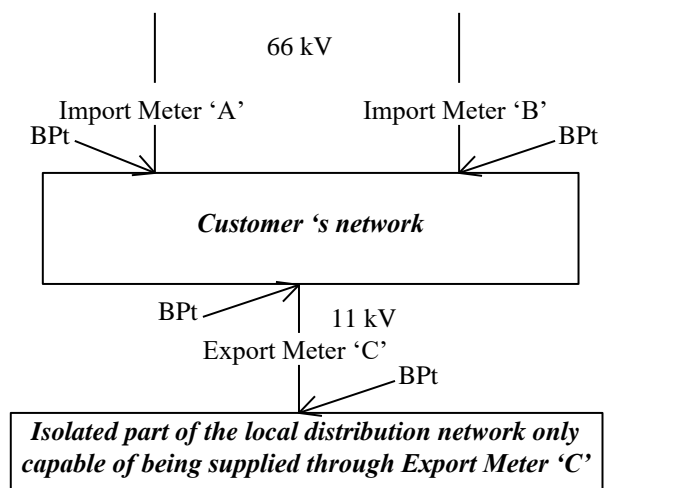 66 kV
Import Meter ‘A’
Import Meter ‘B’
BPt
BPt
Customer ‘s network
BPt
11 kV
Export Meter ‘C’
BPt
Isolated part of the local distribution network only
capable of being supplied through Export Meter ‘C’